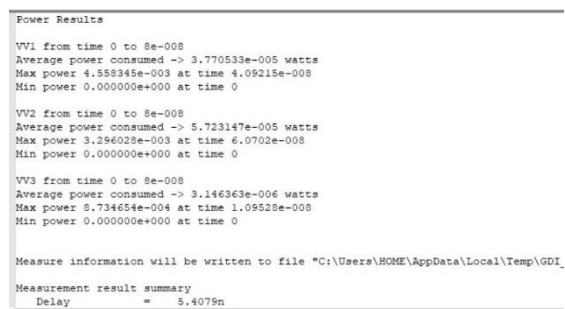 Power Results
VV1 from time 0 to 8e-008
Average power consumed -> 3.770533e-005 watts
Max power 4.558345e-003 at time 4.09215e-008
Min power 0.000000e+000 at time 0
VV2 from time 0 to 8e-008
Average power consumed -> 5.723147e-005 watts
Max power 3.296028e-003 at time 6.0702e-008
Min power 0.000000e+000 at time 0
VV3 from time 0 to 8e-008
Average power consumed -> 3.146363e-006 watts
Max power 8.734654e-004 at time 1.09528e-008
Min power 0.000000e+000 at time 0
Measure information will be written to file "C:\Users\HOME\AppData\Local\Temp\GDI_
Measurement result summary
Delay = 5.4079n